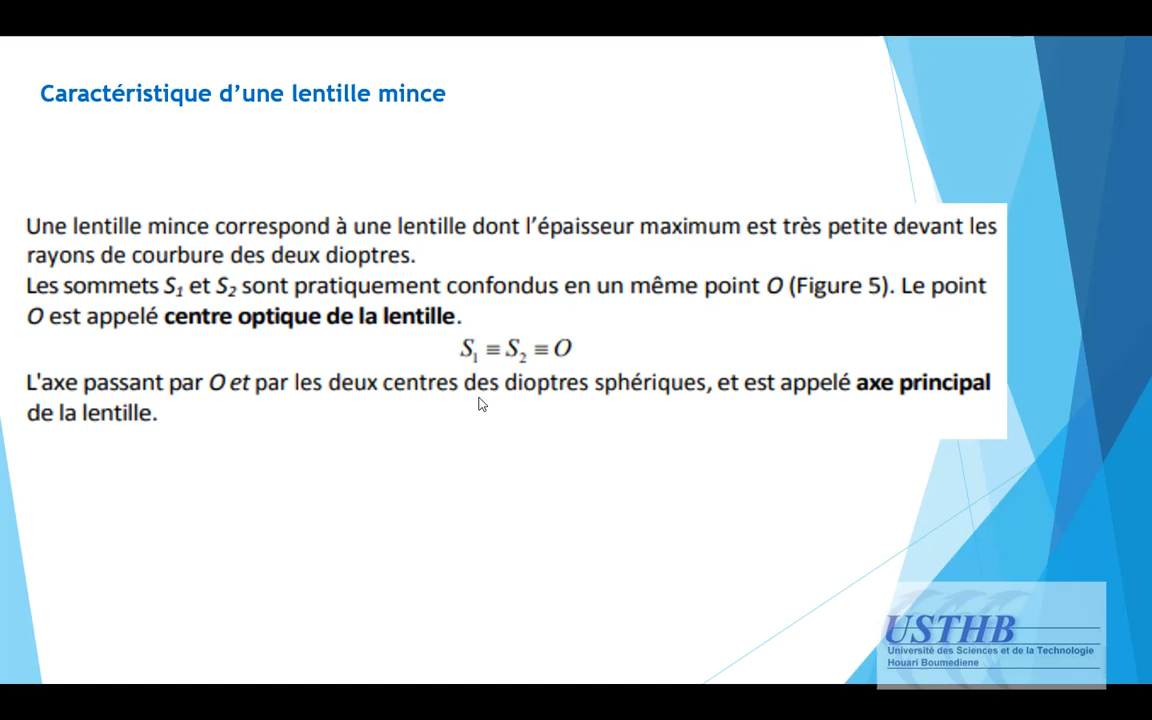 Caractéristique d’une lentille mince
Une lentille mince correspond à une lentille dont l’épaisseur maximum est très petite devant les
rayons de courbure des deux dioptres.
Les sommets S₁ et S₂ sont pratiquement confondus en un même point O (Figure 5). Le point
O est appelé centre optique de la lentille.
S₁ ≡ S₂ ≡ O
L'axe passant par O et par les deux centres des dioptres sphériques, et est appelé axe principal
de la lentille.
USTHB
Université des Sciences et de la Technologie
Houari Boumediene